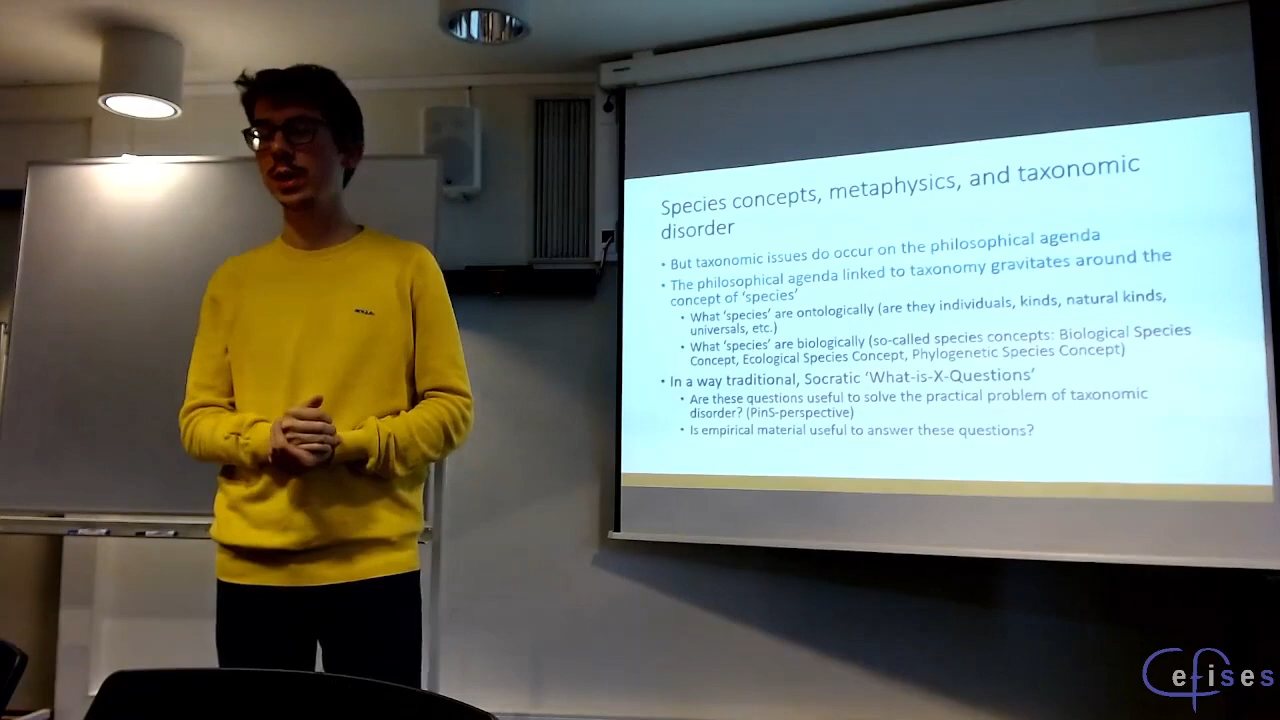 Species concepts, metaphysics, and taxonomic
disorder
• But taxonomic issues do occur on the philosophical agenda
• The philosophical agenda linked to taxonomy gravitates around the
concept of ‘species’
• What ‘species’ are ontologically (are they individuals, kinds, natural kinds,
universals, etc.)
• What ‘species’ are biologically (so-called species concepts: Biological Species
Concept, Ecological Species Concept, Phylogenetic Species Concept)
• In a way traditional, Socratic ‘What-is-X-Questions’
• Are these questions useful to solve the practical problem of taxonomic
disorder? (PinS-perspective)
• Is empirical material useful to answer these questions?
Cefises